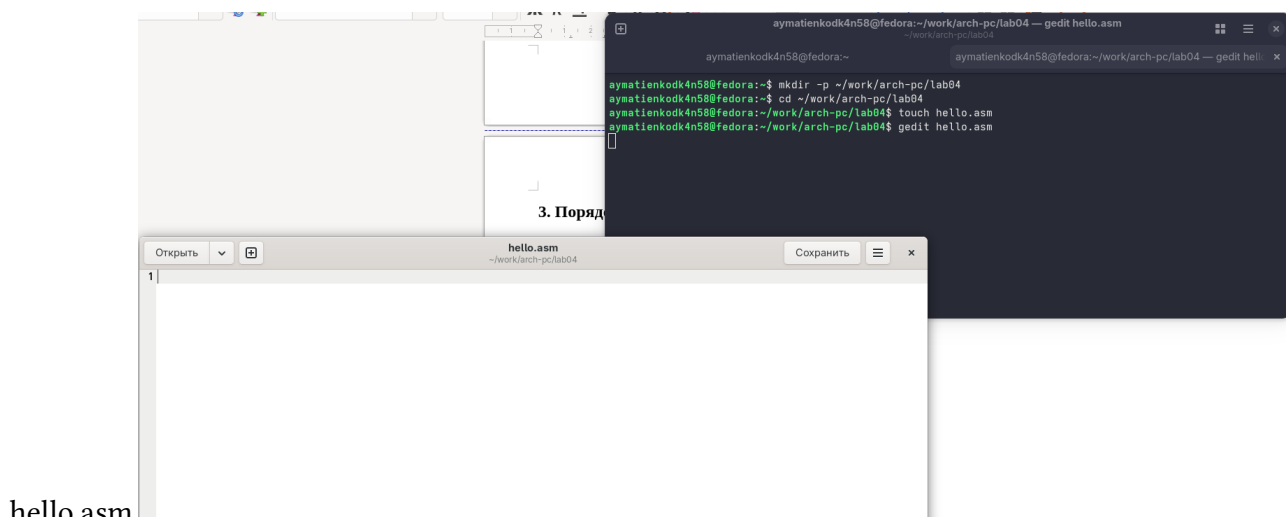 aymatienkodk4n58@fedora:~/work/arch-pc/lab04 — gedit hello.asm
~/work/arch-pc/lab04
aymatienkodk4n58@fedora:~
aymatienkodk4n58@fedora:~/work/arch-pc/lab04 — gedit hell
aymatienkodk4n58@fedora:~$ mkdir -p ~/work/arch-pc/lab04
aymatienkodk4n58@fedora:~$ cd ~/work/arch-pc/lab04
aymatienkodk4n58@fedora:~/work/arch-pc/lab04$ touch hello.asm
aymatienkodk4n58@fedora:~/work/arch-pc/lab04$ gedit hello.asm
3. Поряд
Открыть
hello.asm
~/work/arch-pc/lab04
Сохранить
1
hello.asm